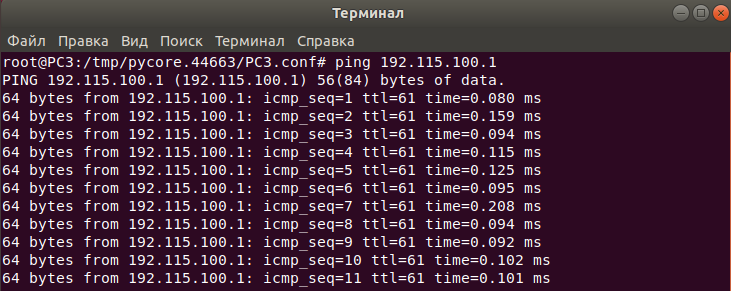 Терминал
Файл Правка Вид Поиск Терминал Справка
root@PC3:/tmp/pycore.44663/PC3.conf# ping 192.115.100.1
PING 192.115.100.1 (192.115.100.1) 56(84) bytes of data.
64 bytes from 192.115.100.1: icmp_seq=1 ttl=61 time=0.080 ms
64 bytes from 192.115.100.1: icmp_seq=2 ttl=61 time=0.159 ms
64 bytes from 192.115.100.1: icmp_seq=3 ttl=61 time=0.094 ms
64 bytes from 192.115.100.1: icmp_seq=4 ttl=61 time=0.115 ms
64 bytes from 192.115.100.1: icmp_seq=5 ttl=61 time=0.125 ms
64 bytes from 192.115.100.1: icmp_seq=6 ttl=61 time=0.095 ms
64 bytes from 192.115.100.1: icmp_seq=7 ttl=61 time=0.208 ms
64 bytes from 192.115.100.1: icmp_seq=8 ttl=61 time=0.094 ms
64 bytes from 192.115.100.1: icmp_seq=9 ttl=61 time=0.092 ms
64 bytes from 192.115.100.1: icmp_seq=10 ttl=61 time=0.102 ms
64 bytes from 192.115.100.1: icmp_seq=11 ttl=61 time=0.101 ms